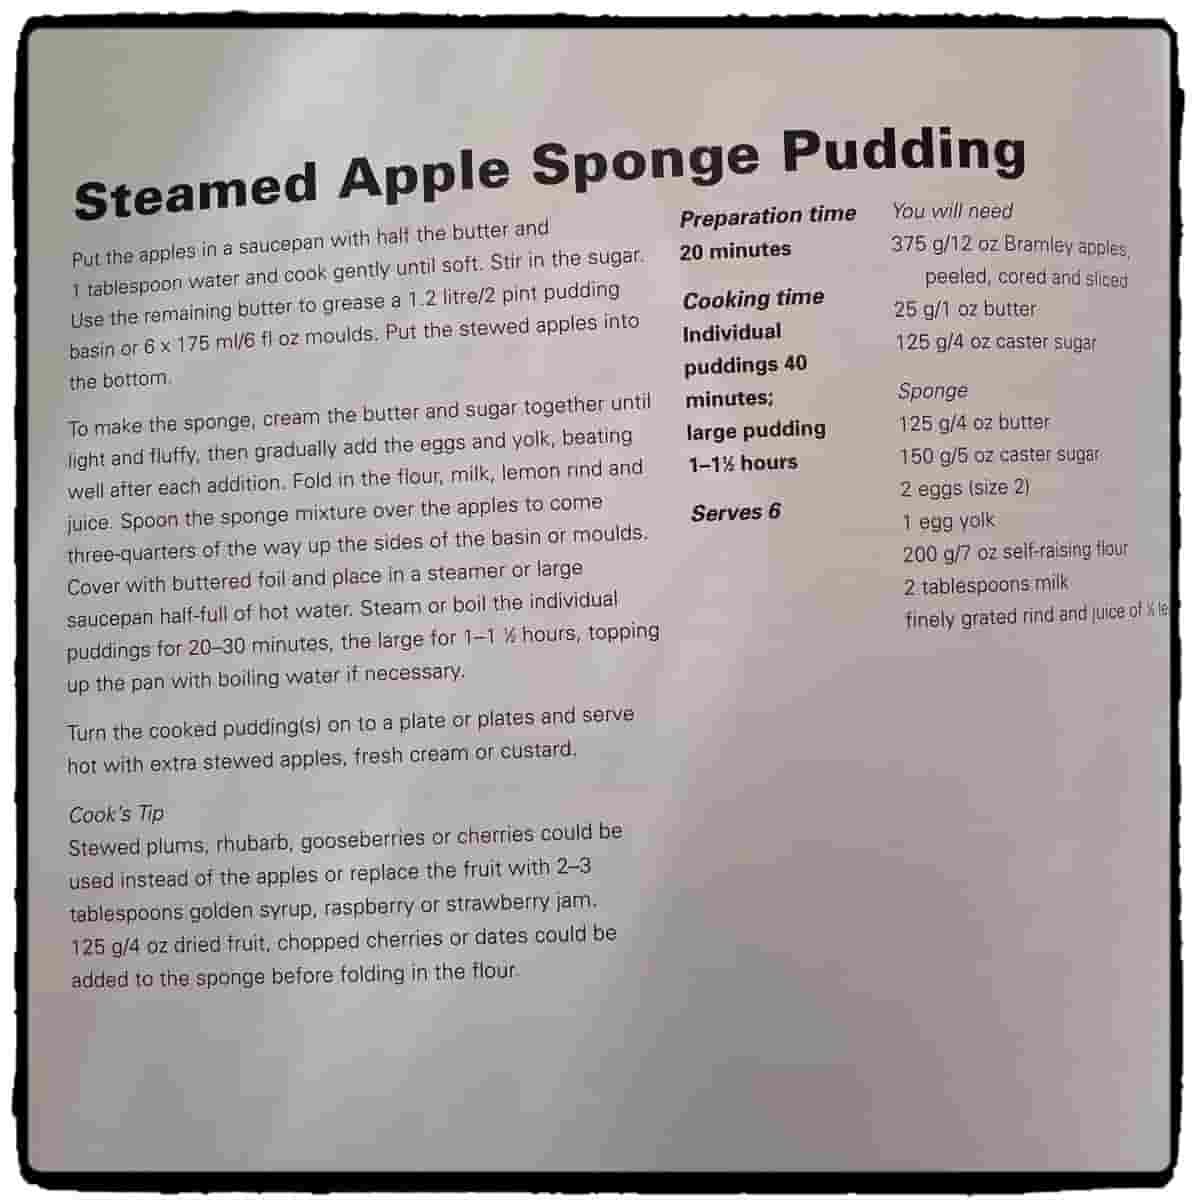 Steamed Apple Sponge Pudding
Put the apples in a saucepan with half the butter and
1 tablespoon water and cook gently until soft. Stir in the sugar.
Use the remaining butter to grease a 1.2 litre/2 pint pudding
basin or 6 x 175 ml/6 fl oz moulds. Put the stewed apples into
the bottom.
To make the sponge, cream the butter and sugar together until
light and fluffy, then gradually add the eggs and yolk, beating
well after each addition. Fold in the flour, milk, lemon rind and
juice. Spoon the sponge mixture over the apples to come
three-quarters of the way up the sides of the basin or moulds.
Cover with buttered foil and place in a steamer or large
saucepan half-full of hot water. Steam or boil the individual
puddings for 20–30 minutes, the large for 1–1 ½ hours, topping
up the pan with boiling water if necessary.
Turn the cooked pudding(s) on to a plate or plates and serve
hot with extra stewed apples, fresh cream or custard.
Cook's Tip
Stewed plums, rhubarb, gooseberries or cherries could be
used instead of the apples or replace the fruit with 2–3
tablespoons golden syrup, raspberry or strawberry jam.
125 g/4 oz dried fruit, chopped cherries or dates could be
added to the sponge before folding in the flour.
Preparation time
20 minutes
Cooking time
Individual
puddings 40
minutes;
large pudding
1–1½ hours
Serves 6
You will need
375 g/12 oz Bramley apples,
peeled, cored and sliced
25 g/1 oz butter
125 g/4 oz caster sugar
Sponge
125 g/4 oz butter
150 g/5 oz caster sugar
2 eggs (size 2)
1 egg yolk
200 g/7 oz self-raising flour
2 tablespoons milk
finely grated rind and juice of ½ le